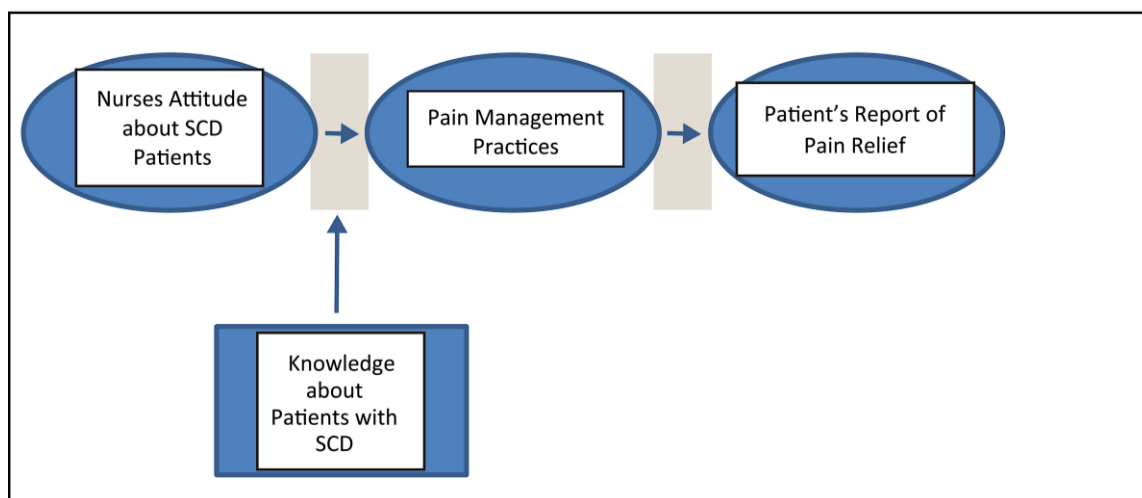 Nurses Attitude
about SCD
Patients
Pain Management
Practices
Patient’s Report of
Pain Relief
Knowledge
about
Patients with
SCD